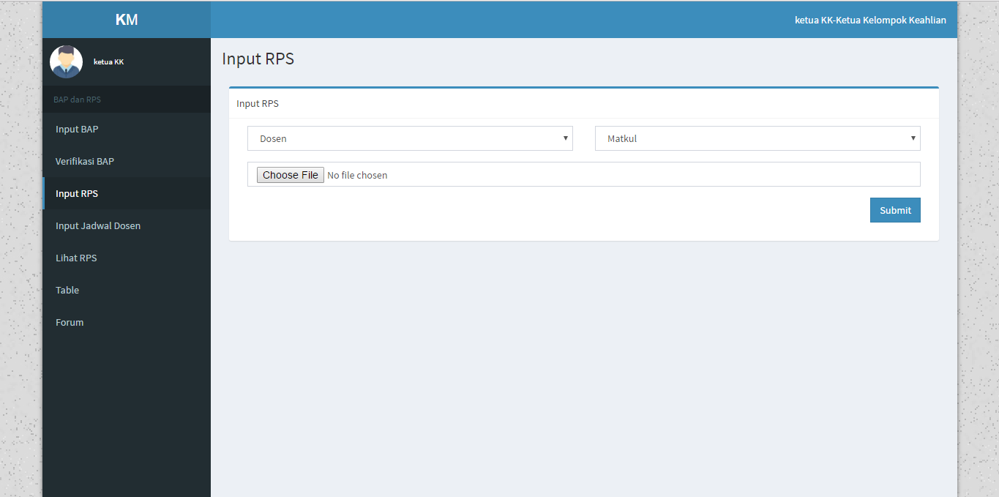 KM
ketua KK-Ketua Kelompok Keahlian
ketua KK
BAP dan RPS
Input BAP
Verifikasi BAP
Input RPS
Input Jadwal Dosen
Lihat RPS
Table
Forum
Input RPS
Input RPS
Dosen
Matkul
Choose File No file chosen
Submit